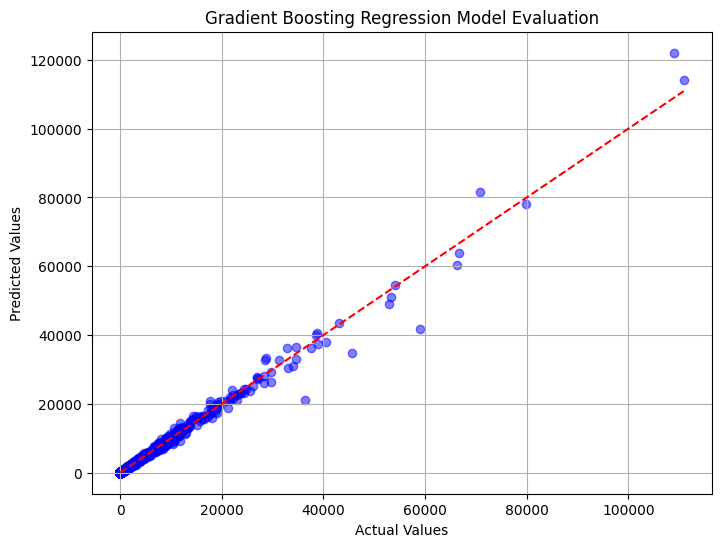 Gradient Boosting Regression Model Evaluation
120000
100000
80000
60000
40000
20000
0
Predicted Values
0 20000 40000 60000 80000 100000
Actual Values